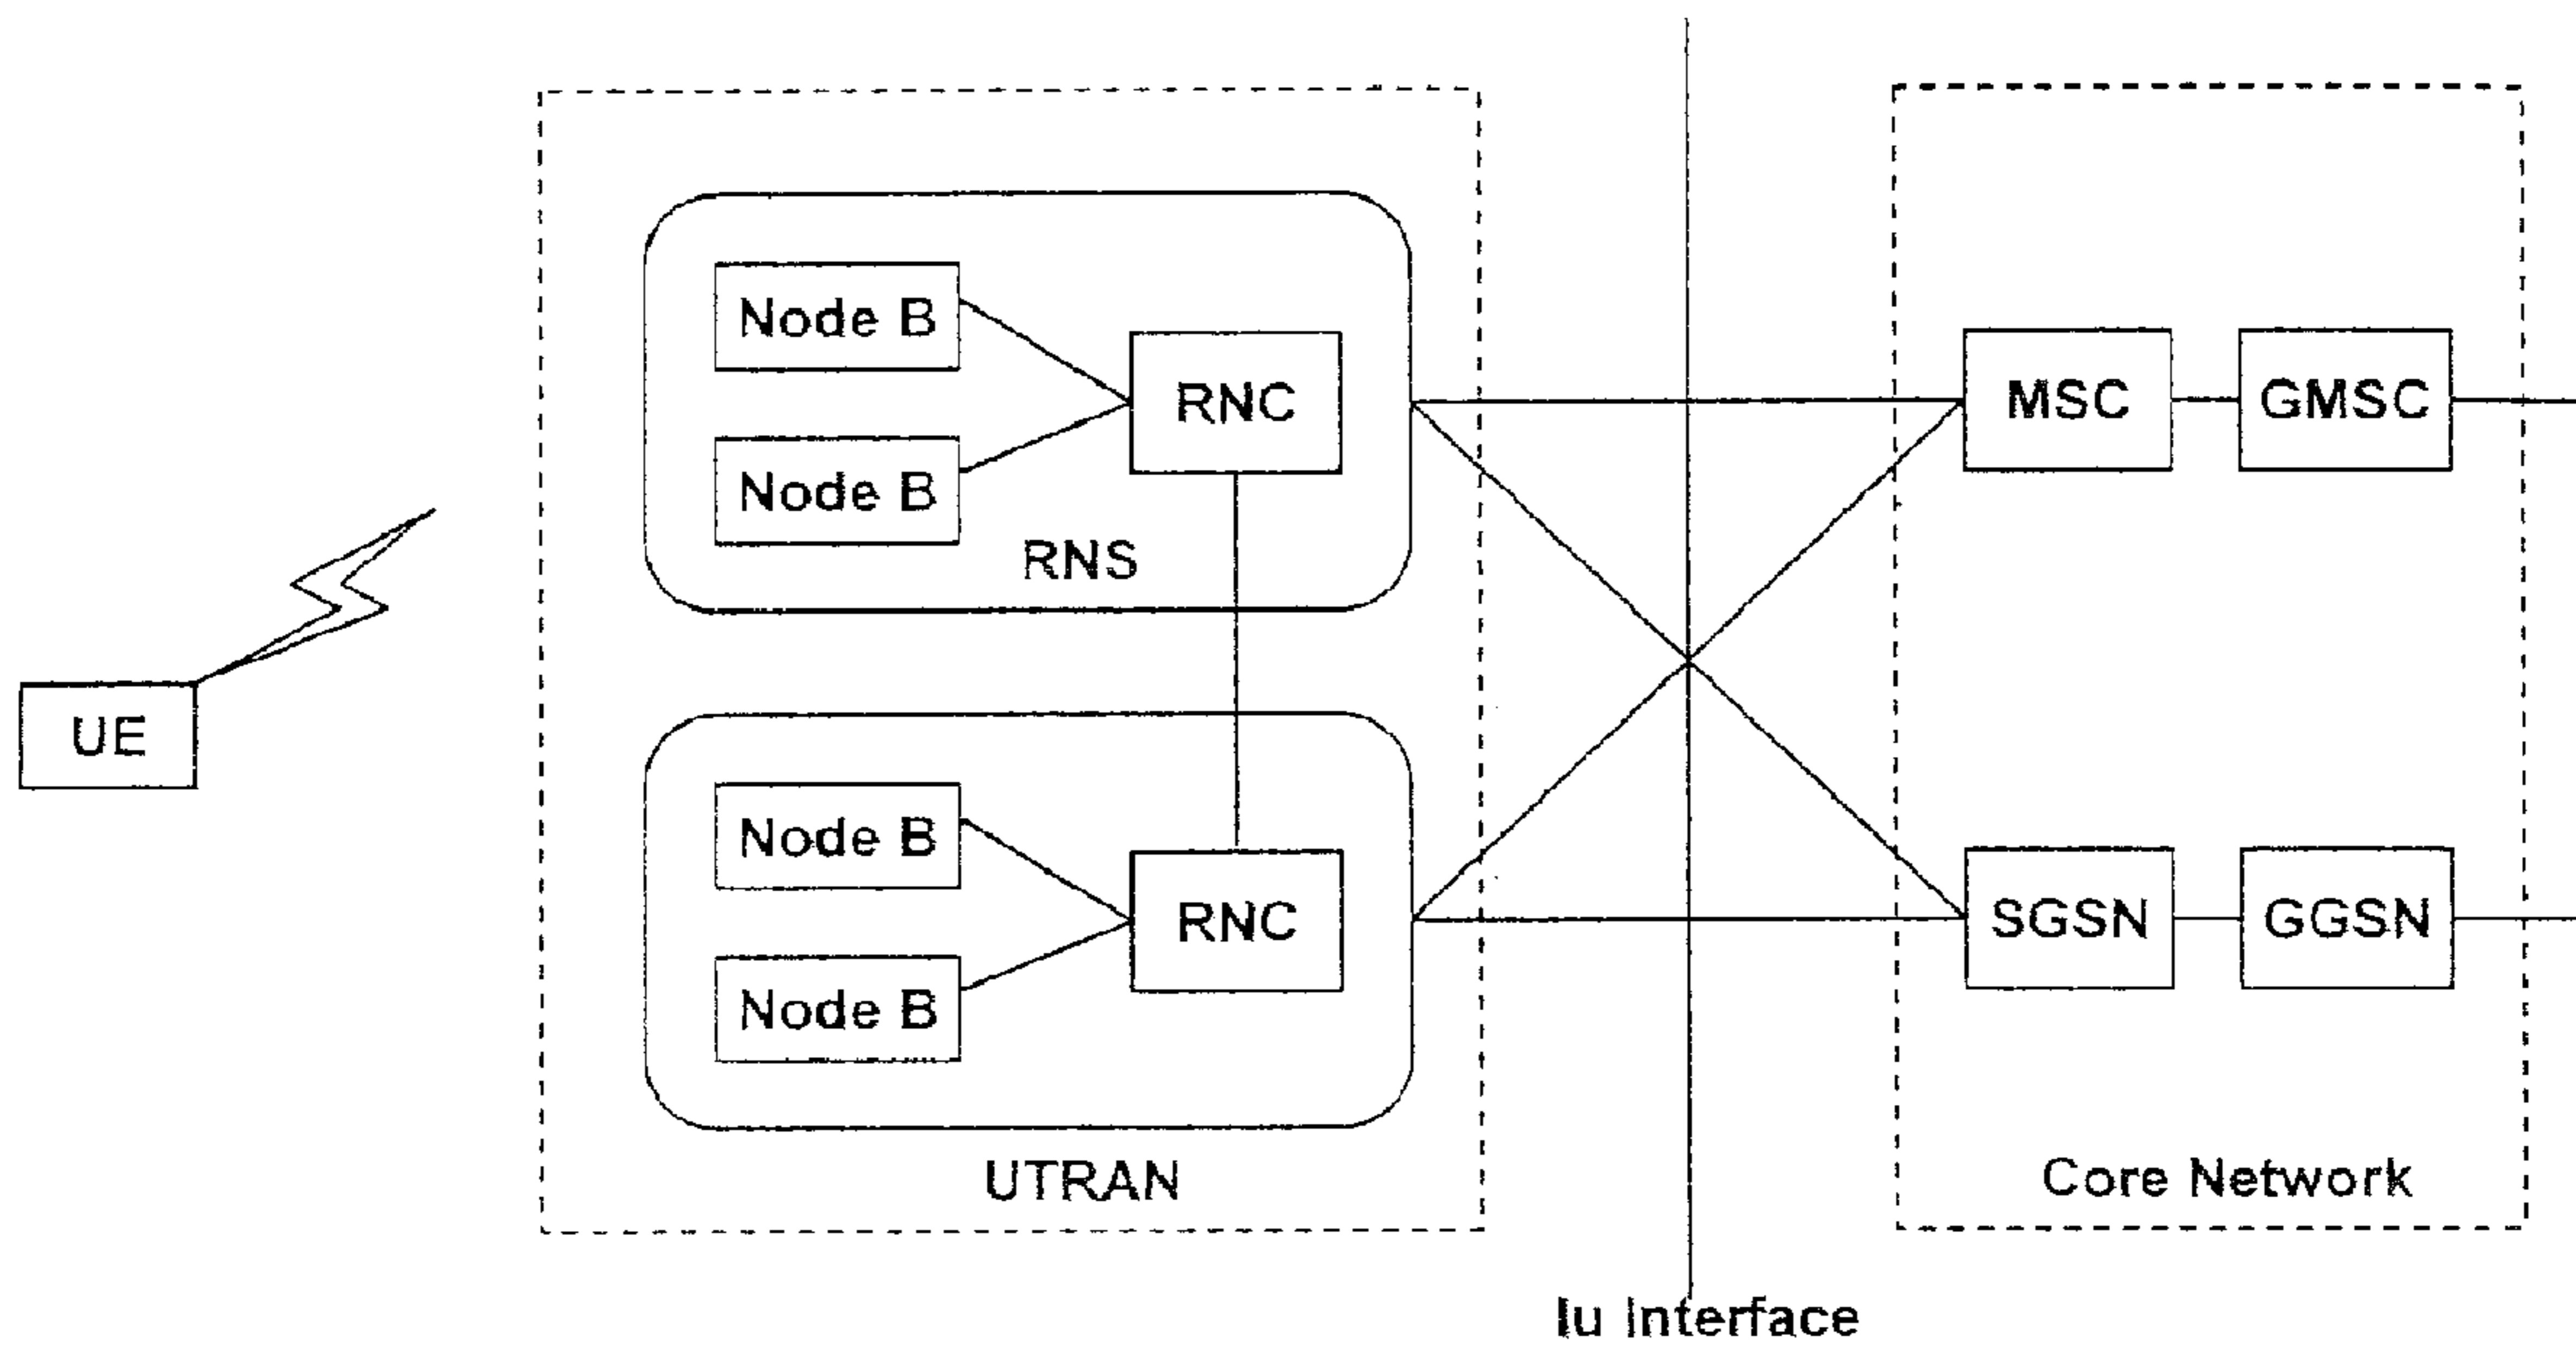 Node B
RNC
Node B
RNS
MSC
GMSC
UE
Node B
RNC
Node B
SGSN
GGSN
UTRAN
Core Network
Iu Interface